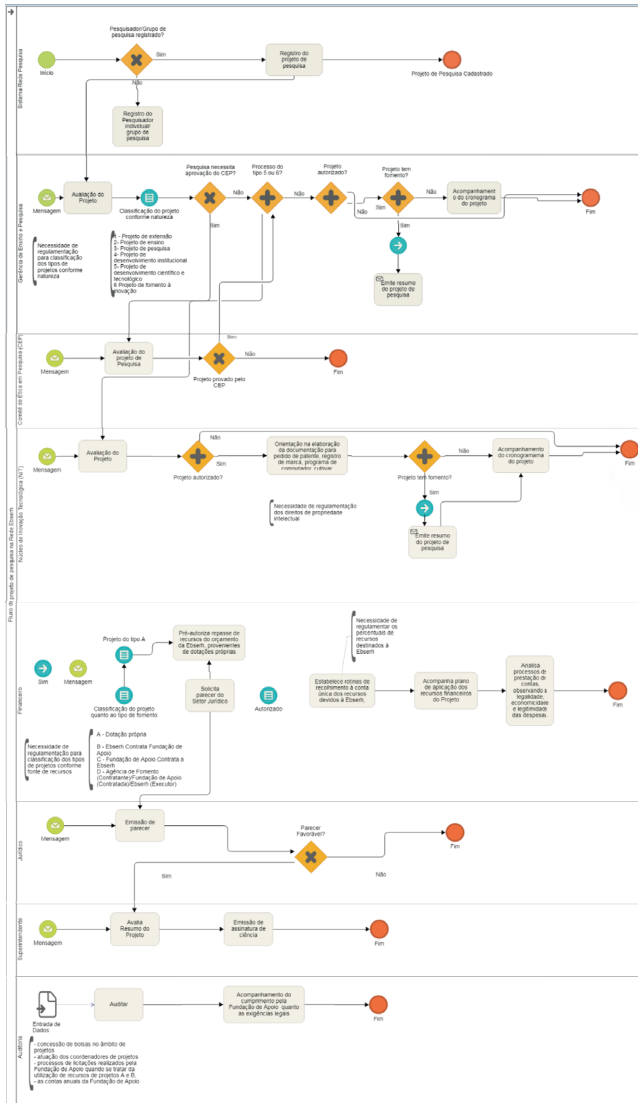 Fluxo de projeto de pesquisa na Rede Ebserh
Sistema Rede Pesquisa
Pesquisador/Grupo de
pesquisa registrado?
Início
Sim
Não
Registro do
projeto de
pesquisa
Projeto de Pesquisa Cadastrado
Registro do
Pesquisador
individual/
grupo de
pesquisa
Gerência de Ensino e Pesquisa
Mensagem
Avaliação do
Projeto
Classificação do projeto
conforme natureza
Pesquisa necessita
aprovação do CEP?
Não
Sim
Processo do
tipo 5 ou 6?
Não
Sim
Projeto
autorizado?
Não
Sim
Projeto tem
fomento?
Não
Sim
Acompanhament
o do cronograma
do projeto
Fim
Emite resumo
do projeto de
pesquisa
Necessidade de
regulamentação
para classificação
dos tipos de
projetos conforme
natureza
1 - Projeto de extensão
2- Projeto de ensino
3- Projeto de pesquisa
4- Projeto de
desenvolvimento institucional
5- Projeto de
desenvolvimento científico e
tecnológico
6 Projeto de fomento à
inovação
Comitê de Ética em Pesquisa (CEP)
Mensagem
Avaliação do
projeto de
Pesquisa
Sim
Não
Projeto provado pelo
CEP
Fim
Núcleo de Inovação Tecnológica (NIT)
Mensagem
Avaliação do
Projeto
Não
Sim
Projeto autorizado?
Orientação na elaboração
da documentação para
pedido de patente, registro
de marca, programa de
computador, cultivar
Necessidade de regulamentação
dos direitos de propriedade
intelectual
Projeto tem fomento?
Não
Sim
Acompanhamento
do cronogramama
do projeto
Fim
Emite resumo
do projeto de
pesquisa
Financeiro
Sim
Mensagem
Projeto do tipo A
Classificação do projeto
quanto ao tipo de fomento
Pré-autoriza repasse de
recursos do orçamento
da Ebserh, provenientes
de dotações próprias
Solicita
parecer do
Setor Jurídico
Autorizado
Necessidade de
regulamentar os
percentuais de
recursos
destinados à
Ebserh
Estabelece rotinas de
recolhimento à conta
única dos recursos
devidos à Ebserh,
Acompanha plano
de aplicação dos
recursos financeiros
do Projeto
Analisa
processos de
prestação de
contas,
observando a
legalidade,
economicidade
e legitimidade
das despesas.
Fim
Necessidade de
regulamentação para
classificação dos tipos
de projetos conforme
fonte de recursos
A - Dotação própria
B - Ebserh Contrata Fundação de
Apoio
C - Fundação de Apoio Contrata a
Ebserh
D - Agência de Fomento
(Contratante)/Fundação de Apoio
(Contratada)/Ebserh (Executor)
Jurídico
Mensagem
Emissão de
parecer
Parecer
Favorável?
Sim
Não
Fim
Superintendente
Mensagem
Avalia
Resumo do
Projeto
Emissão de
assinatura de
ciência
Fim
Auditoria
Entrada de
Dados
Auditar
Acompanhamento do
comprimento pela
Fundação de Apoio quanto
as exigências legais
Fim
- concessão de bolsas no âmbito de
projetos
- atuação dos coordenadores de projetos
- processos de licitações realizados pela
Fundação de Apoio quando se tratar da
utilização de recursos de projetos A e B.
- as contas anuais da Fundação de Apoio